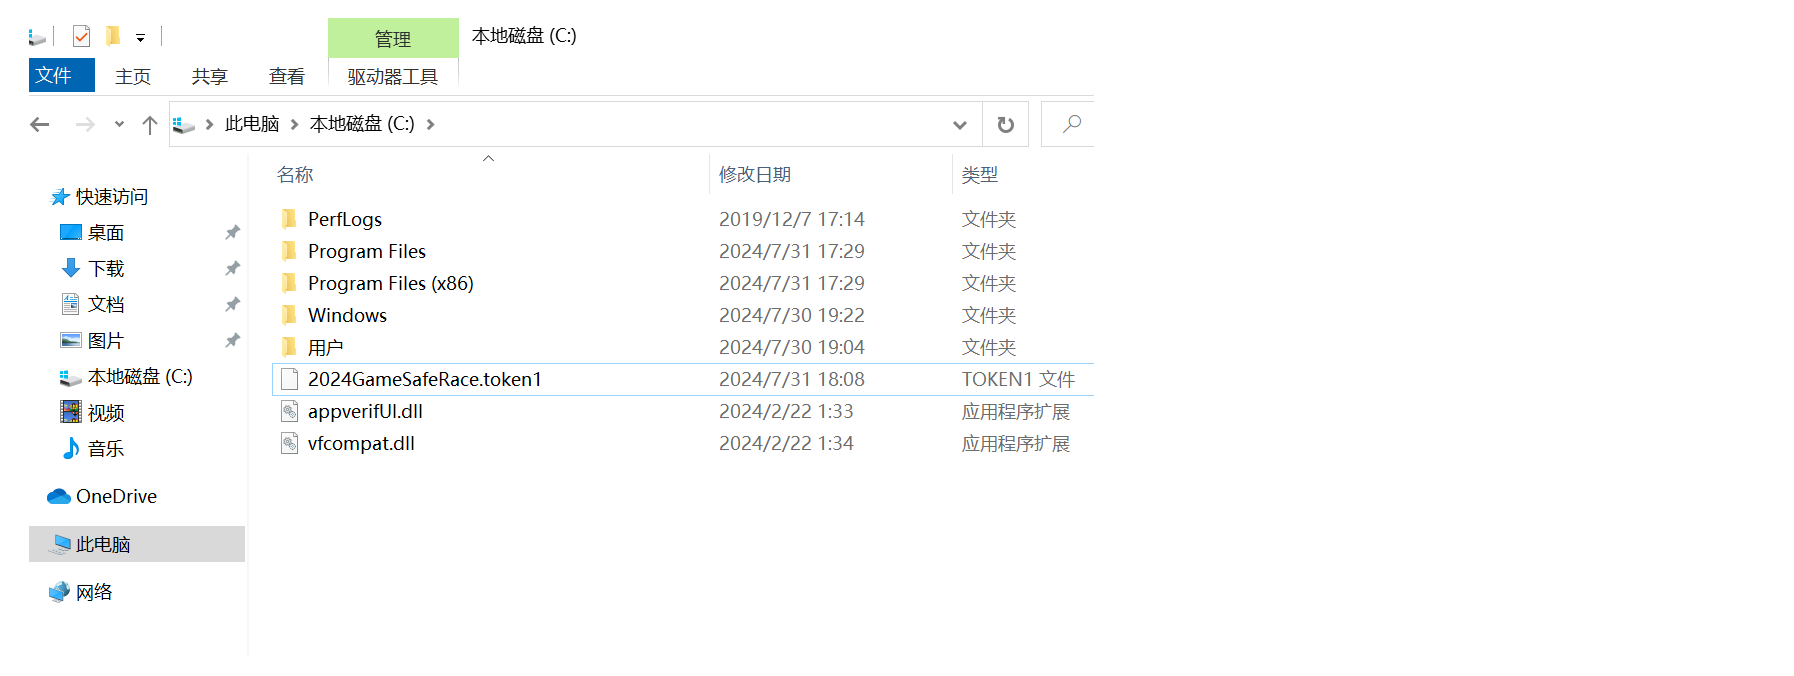 管理
本地磁盘 (C:)
文件 主页 共享 查看 驱动器工具
此电脑 本地磁盘 (C:)
名称 修改日期 类型
快速访问
桌面
下载
文档
图片
本地磁盘 (C:)
视频
音乐
OneDrive
此电脑
网络
PerfLogs 2019/12/7 17:14 文件夹
Program Files 2024/7/31 17:29 文件夹
Program Files (x86) 2024/7/31 17:29 文件夹
Windows 2024/7/30 19:22 文件夹
用户 2024/7/30 19:04 文件夹
2024GameSafeRace.token1 2024/7/31 18:08 TOKEN1 文件
appverifUI.dll 2024/2/22 1:33 应用程序扩展
vfcompat.dll 2024/2/22 1:34 应用程序扩展